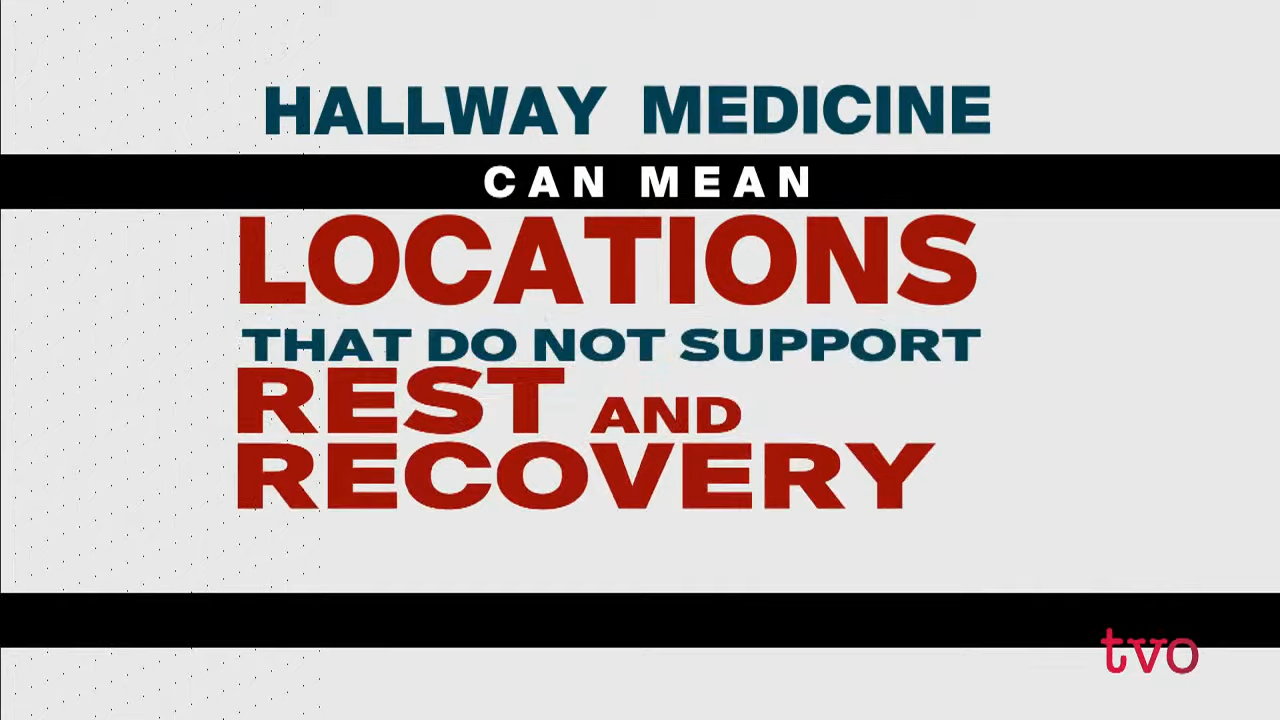 HALLWAY MEDICINE
CAN MEAN
LOCATIONS
THAT DO NOT SUPPORT
REST AND
RECOVERY
tvo